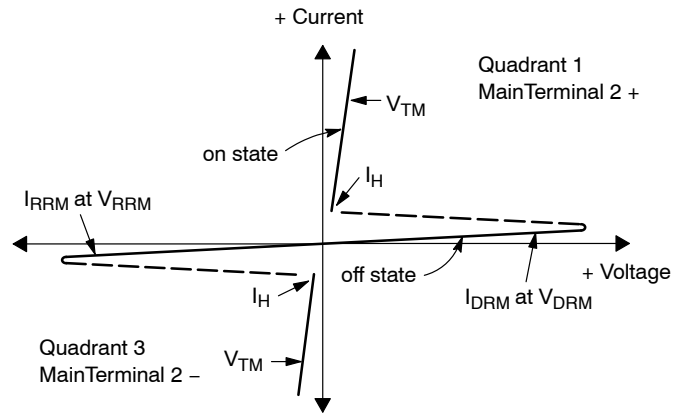 + Current
Quadrant 1
MainTerminal 2 +
VTM
on state
IH
IRRM at VRRM
off state
+ Voltage
IH
IDRM at VDRM
Quadrant 3
MainTerminal 2 −
VTM